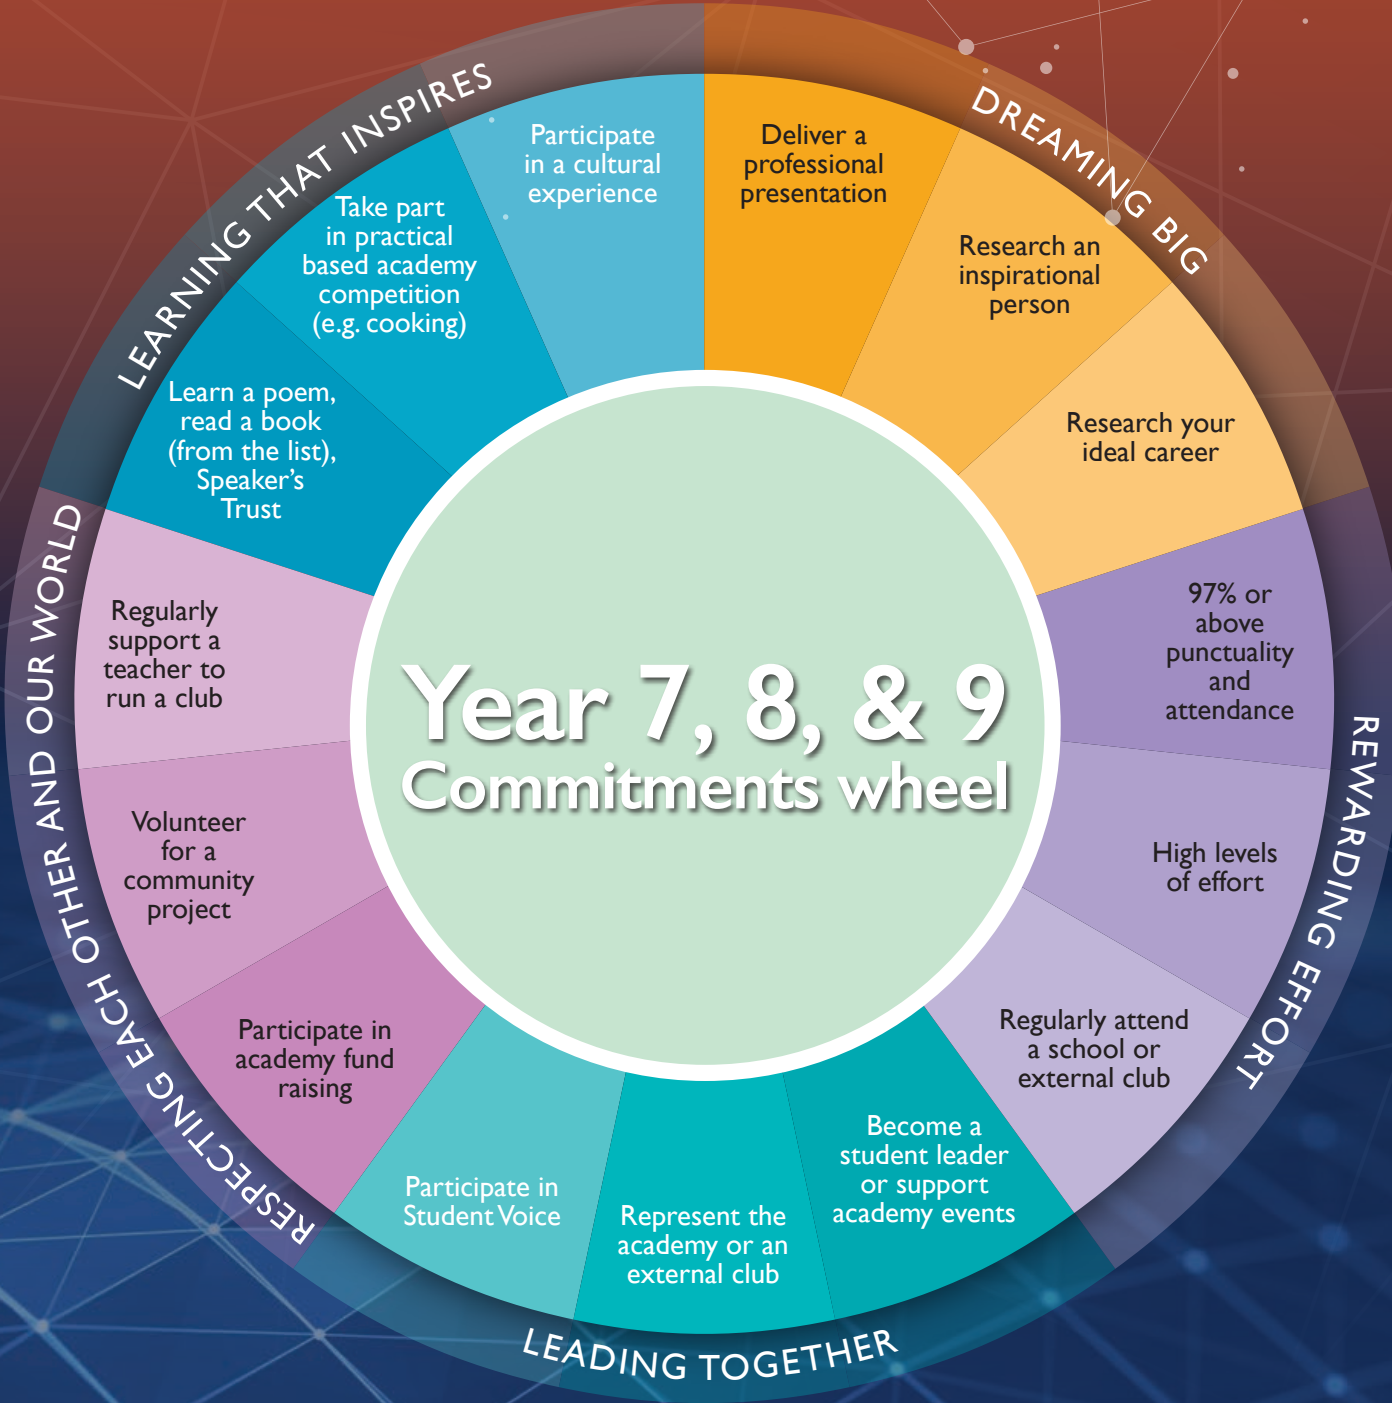 Year 7, 8, & 9
Commitments wheel
DREAMING BIG
Deliver a
professional
presentation
Research an
inspirational
person
Research your
ideal career
REWARDING EFFORT
97% or
above
punctuality
and
attendance
High levels
of effort
Regularly attend
a school or
external club
LEADING TOGETHER
Become a
student leader
or support
academy events
Represent the
academy or an
external club
Participate in
Student Voice
RESPECTING EACH OTHER AND OUR WORLD
Participate in
academy fund
raising
Volunteer
for a
community
project
Regularly
support a
teacher to
run a club
LEARNING THAT INSPIRES
Learn a poem,
read a book
(from the list),
Speaker’s
Trust
Take part
in practical
based academy
competition
(e.g. cooking)
Participate
in a cultural
experience